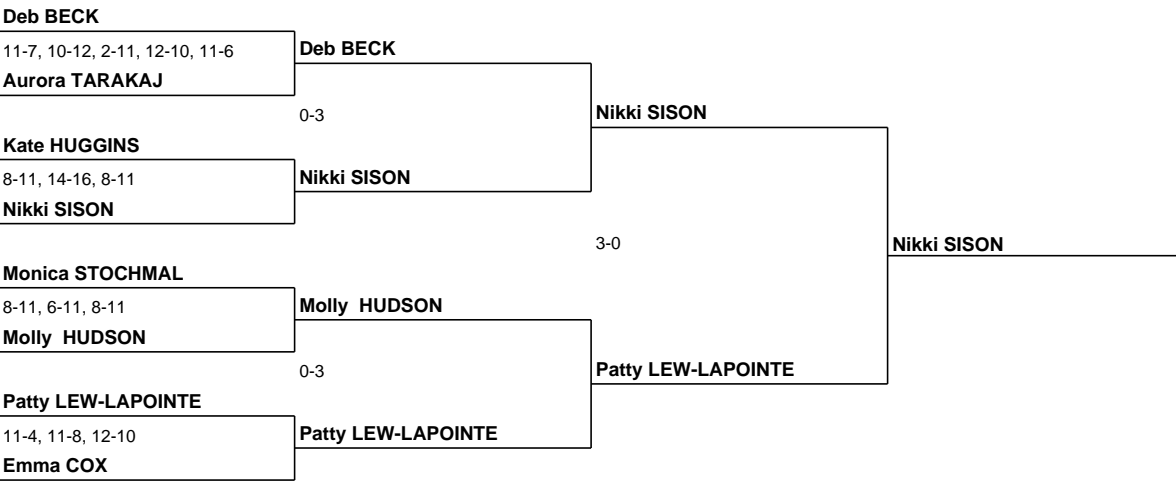 Deb BECK
11-7, 10-12, 2-11, 12-10, 11-6
Deb BECK
Aurora TARAKAJ
0-3
Nikki SISON
Kate HUGGINS
8-11, 14-16, 8-11
Nikki SISON
Nikki SISON
3-0
Nikki SISON
Monica STOCHMAL
8-11, 6-11, 8-11
Molly HUDSON
Molly HUDSON
0-3
Patty LEW-LAPOINTE
Patty LEW-LAPOINTE
11-4, 11-8, 12-10
Patty LEW-LAPOINTE
Emma COX